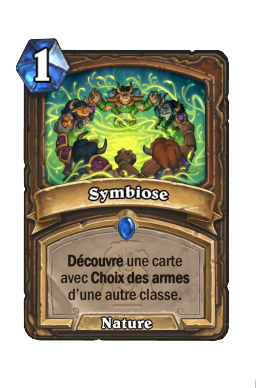 1
Symbiose
Découvre une carte
avec Choix des armes
d'une autre classe.
Nature